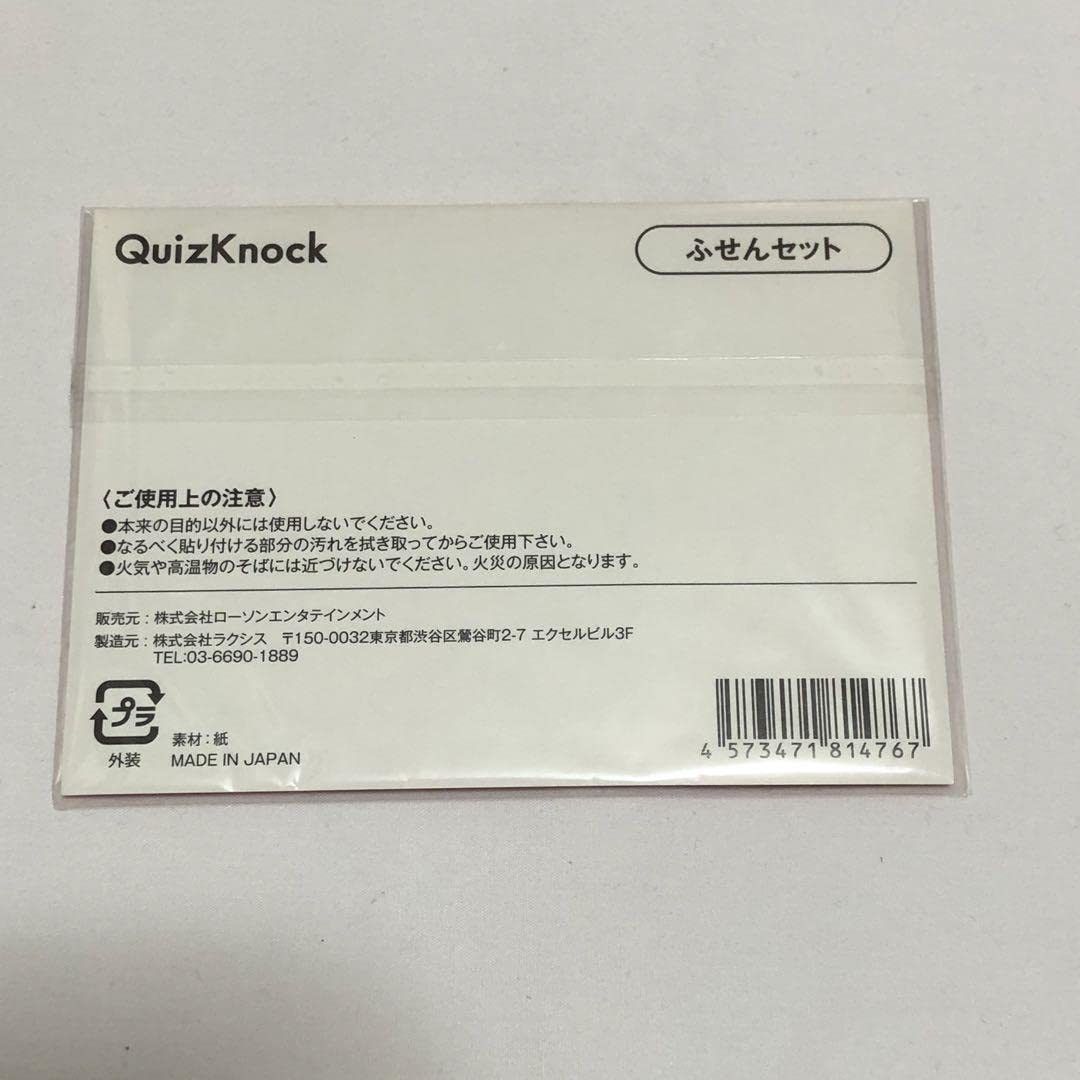 QuizKnock
ふせんセット
〈ご使用上の注意〉
●本来の目的以外には使用しないでください。
●なるべく貼り付ける部分の汚れを拭き取ってからご使用下さい。
●火気や高温物のそばには近づけないでください。火災の原因となります。
販売元：株式会社ローソンエンタテインメント
製造元：株式会社ラクシス　〒150-0032東京都渋谷区鶯谷町2-7 エクセルビル3F
TEL:03-6690-1889
プラ
外装
素材：紙
MADE IN JAPAN
4 573471 814767